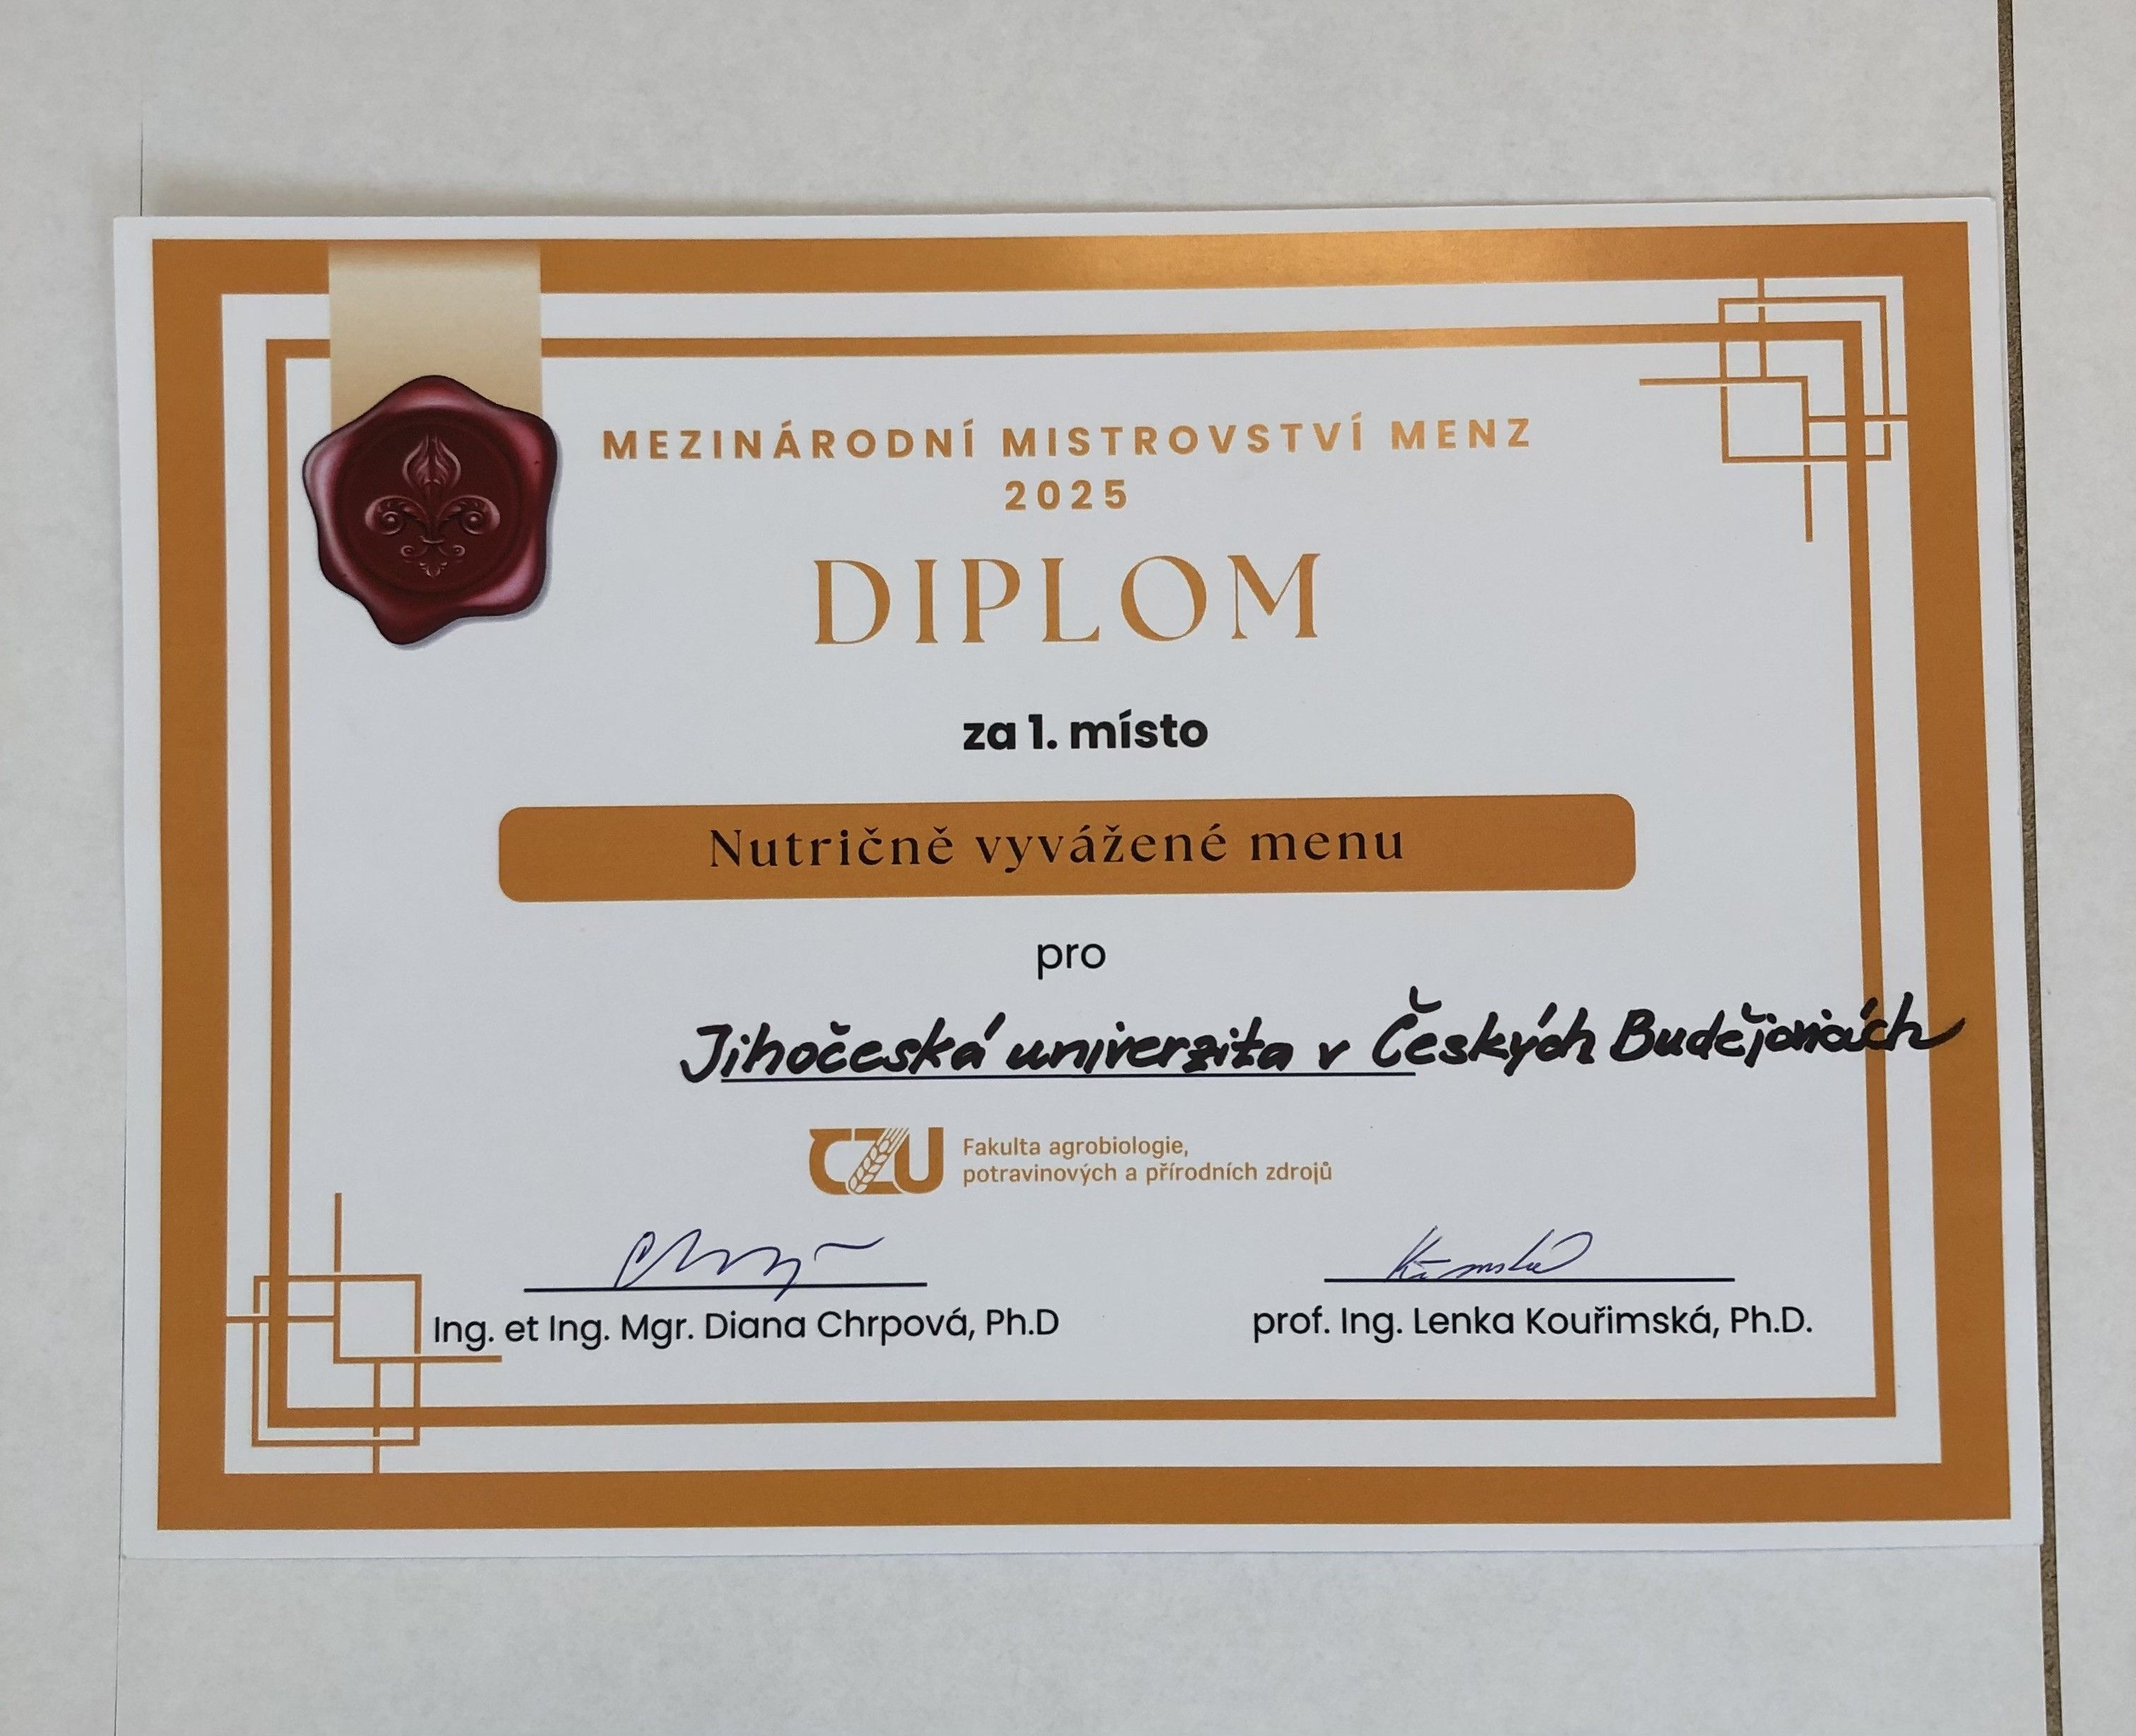 MEZINÁRODNÍ MISTROVSTVÍ MENZ
2025
DIPLOM
za 1. místo
Nutričně vyvážené menu
pro
Jihočeská univerzita v Českých Budějovicích
CZU
Fakulta agrobiologie,
potravinových a přírodních zdrojů
Ing. et Ing. Mgr. Diana Chrpová, Ph.D
prof. Ing. Lenka Kouřimská, Ph.D.